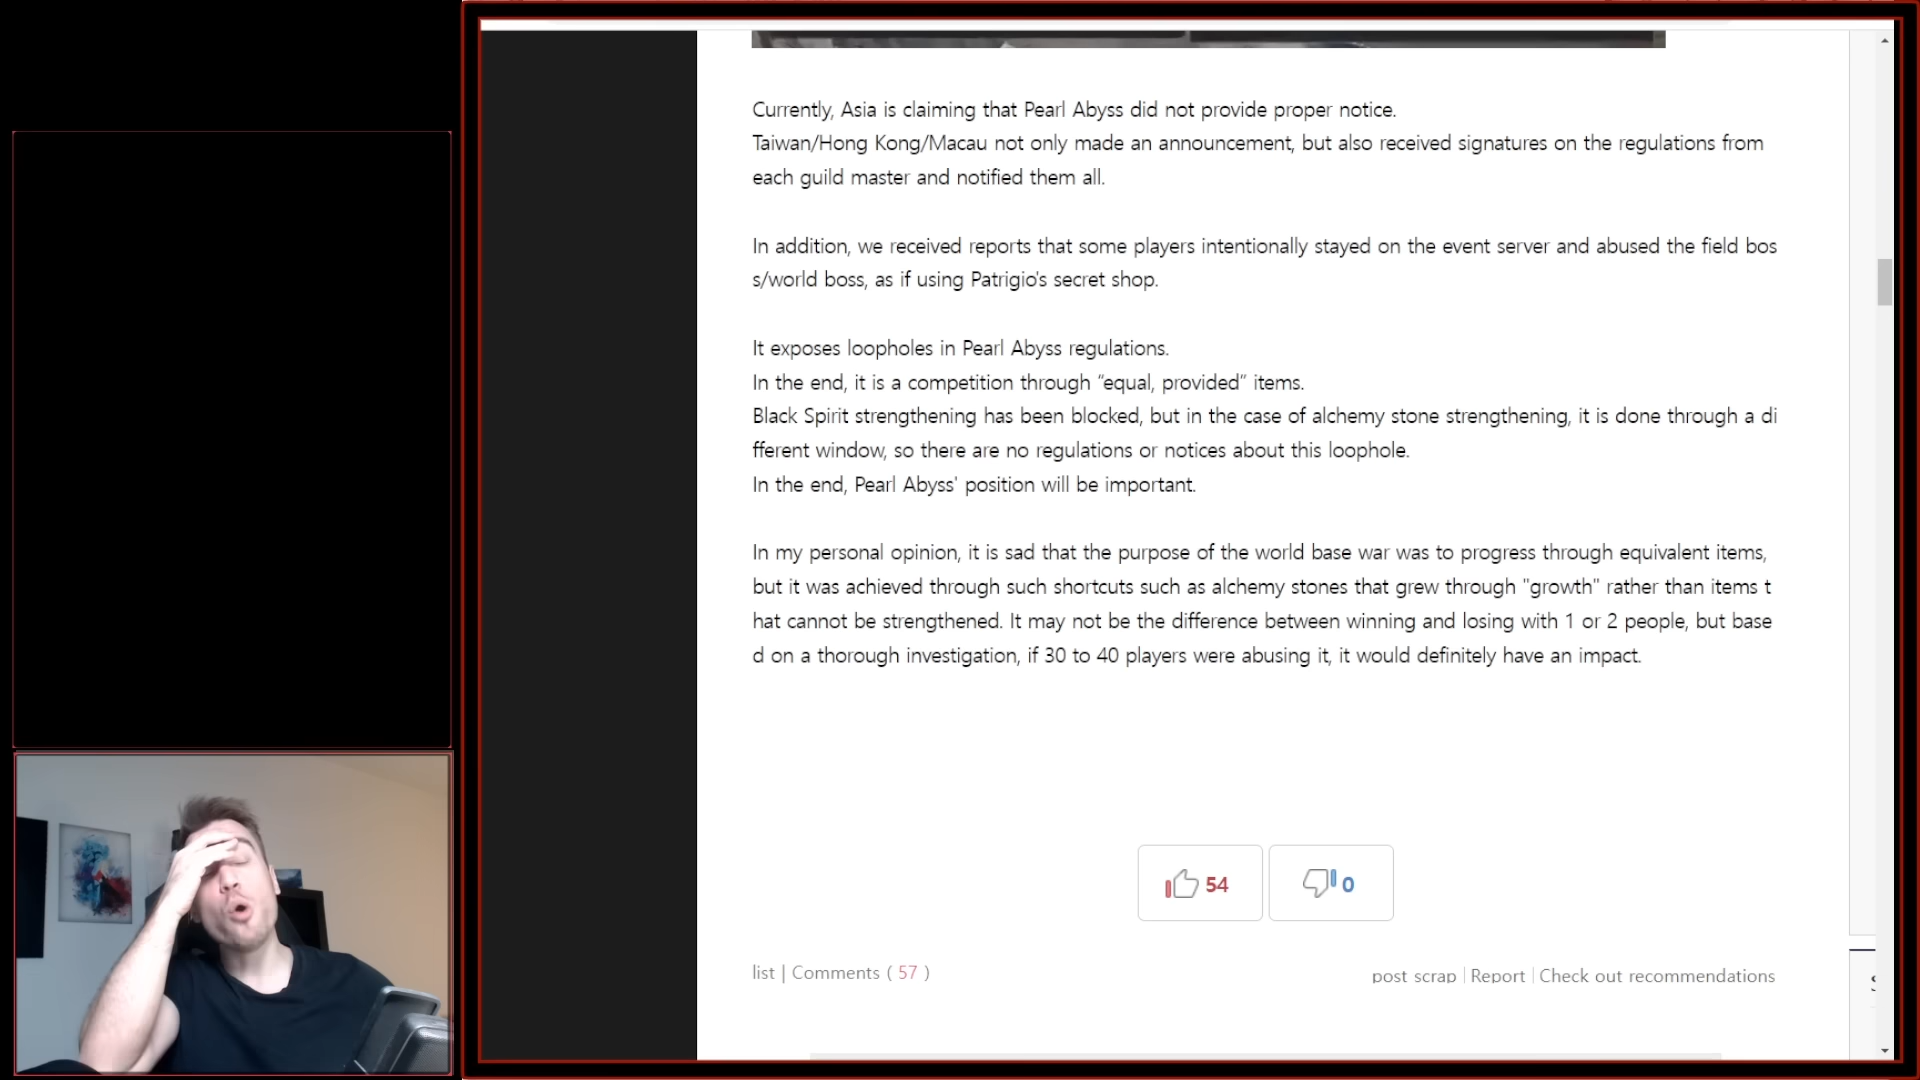 Currently, Asia is claiming that Pearl Abyss did not provide proper notice.
Taiwan/Hong Kong/Macau not only made an announcement, but also received signatures on the regulations from
each guild master and notified them all.
In addition, we received reports that some players intentionally stayed on the event server and abused the field bos
s/world boss, as if using Patrigio's secret shop.
It exposes loopholes in Pearl Abyss regulations.
In the end, it is a competition through “equal, provided” items.
Black Spirit strengthening has been blocked, but in the case of alchemy stone strengthening, it is done through a di
fferent window, so there are no regulations or notices about this loophole.
In the end, Pearl Abyss' position will be important.
In my personal opinion, it is sad that the purpose of the world base war was to progress through equivalent items,
but it was achieved through such shortcuts such as alchemy stones that grew through "growth" rather than items t
hat cannot be strengthened. It may not be the difference between winning and losing with 1 or 2 people, but base
d on a thorough investigation, if 30 to 40 players were abusing it, it would definitely have an impact.
54
0
list | Comments ( 57 )
post scrap | Report | Check out recommendations